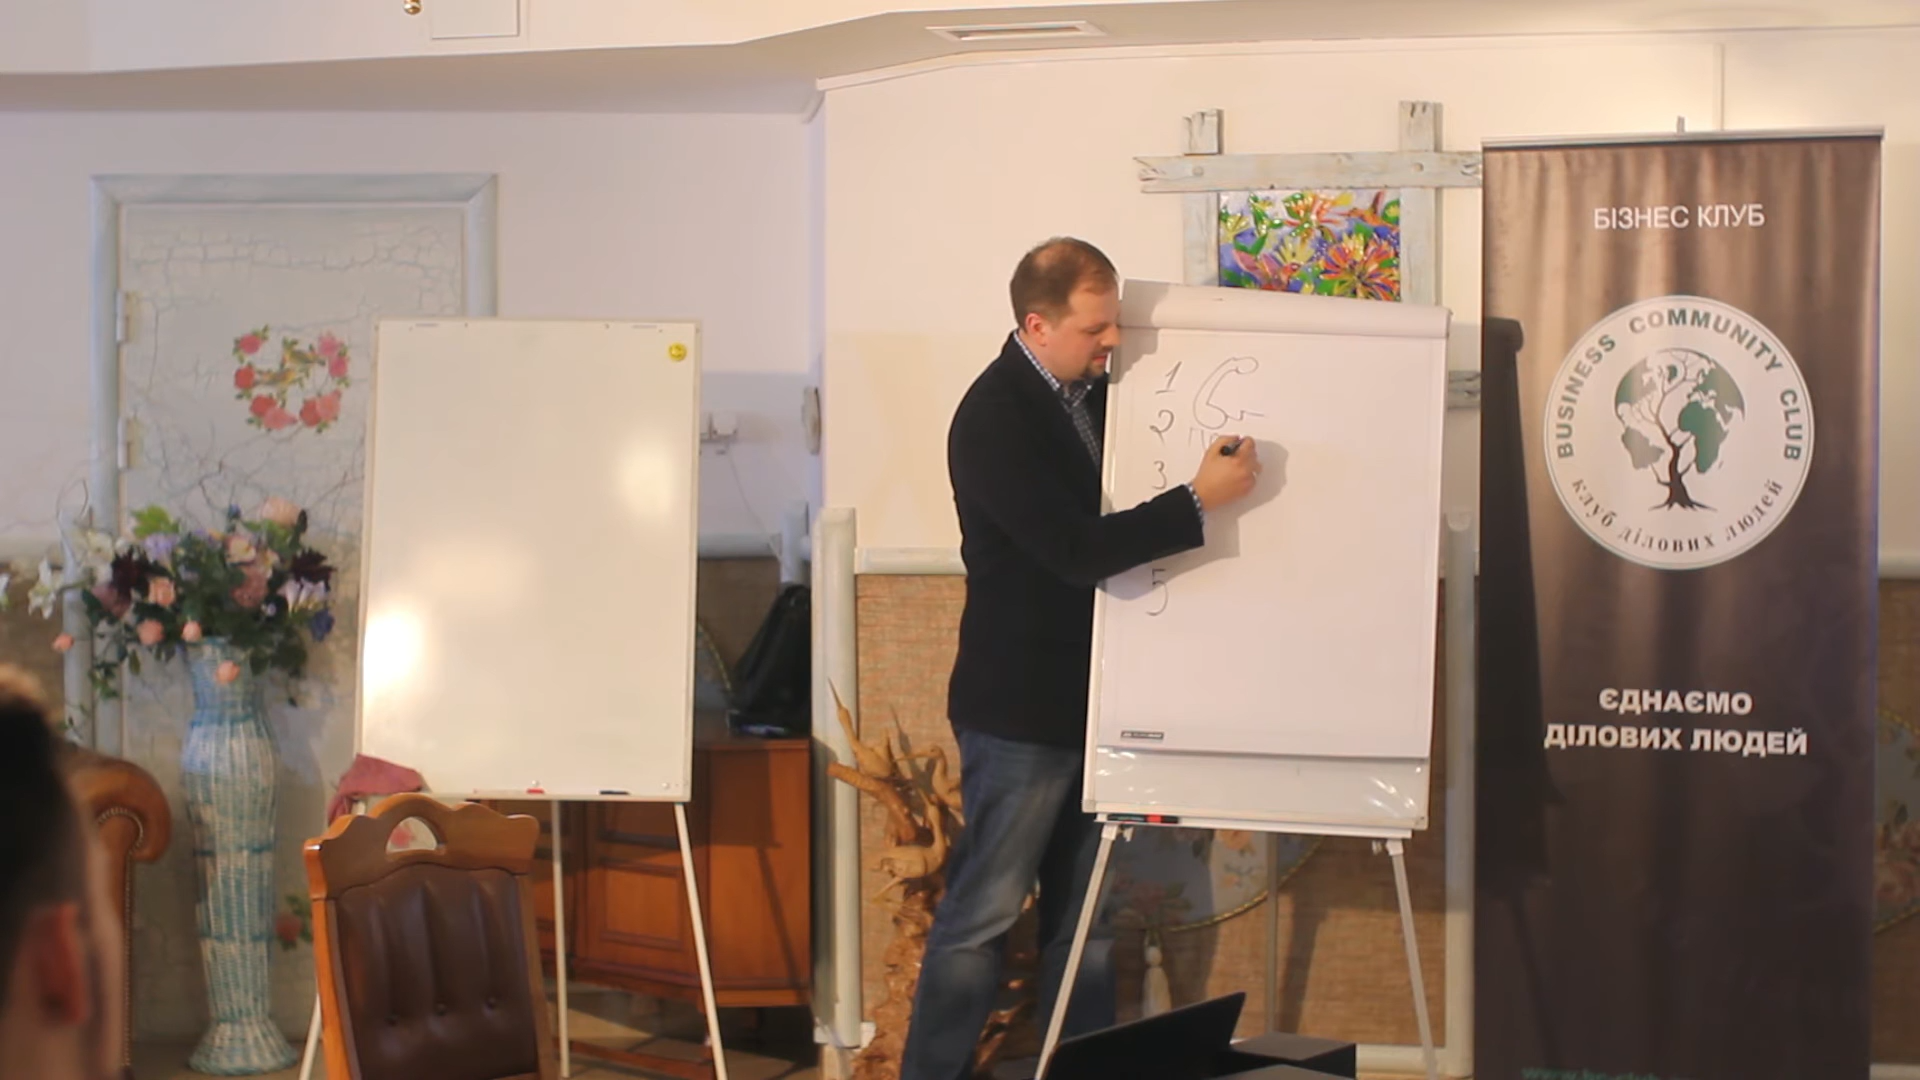 1
2
3
5
БІЗНЕС КЛУБ
BUSINESS COMMUNITY CLUB
КЛУБ ДІЛОВИХ ЛЮДЕЙ
ЄДНАЄМО
ДІЛОВИХ ЛЮДЕЙ